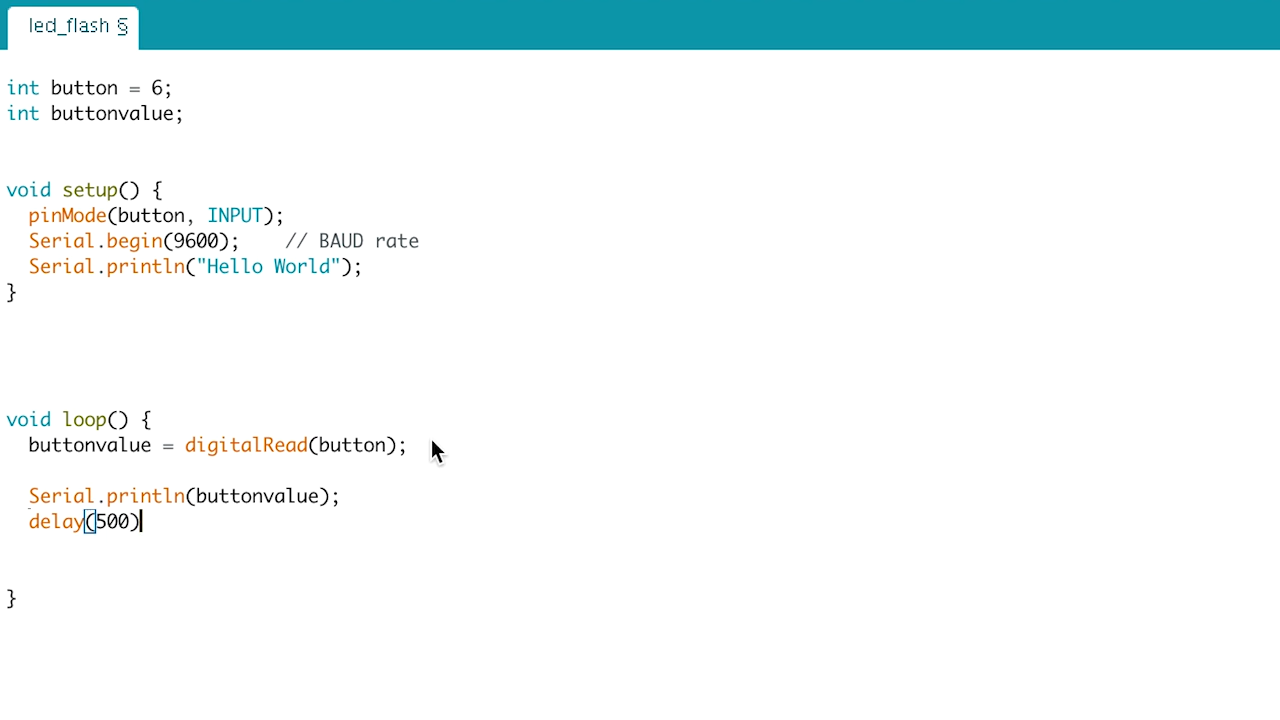 led_flash §
int button = 6;
int buttonvalue;
void setup() {
pinMode(button, INPUT);
Serial.begin(9600); // BAUD rate
Serial.println("Hello World");
}
void loop() {
buttonvalue = digitalRead(button);
Serial.println(buttonvalue);
delay(500)
}